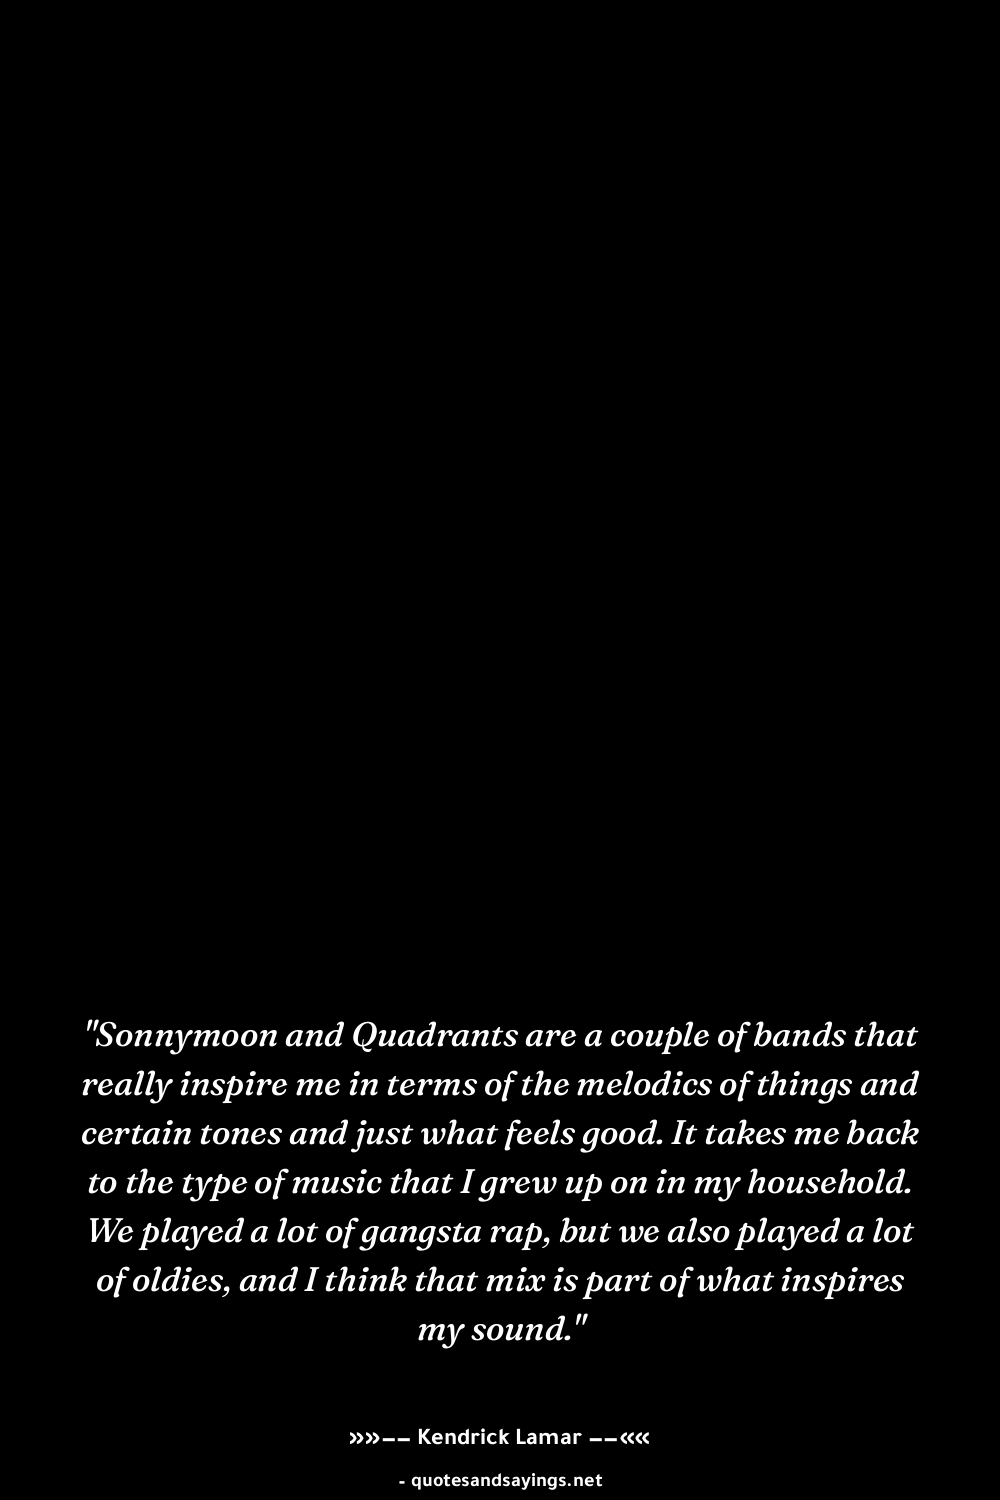 "Sonnymoon and Quadrants are a couple of bands that
really inspire me in terms of the melodics of things and
certain tones and just what feels good. It takes me back
to the type of music that I grew up on in my household.
We played a lot of gangsta rap, but we also played a lot
of oldies, and I think that mix is part of what inspires
my sound."
»»–– Kendrick Lamar ––««
- quotesandsayings.net